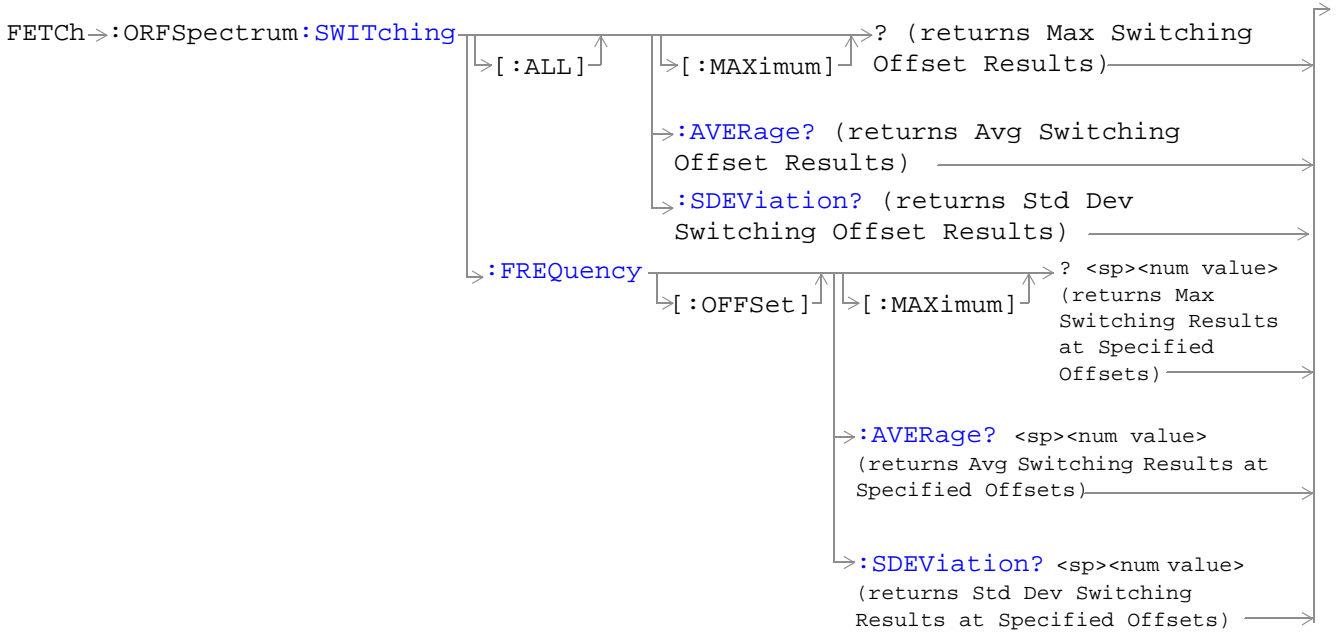 FETCh :ORFSpectrum:SWITching ? (returns Max Switching
[:ALL] [:MAXimum] Offset Results)
:AVERage? (returns Avg Switching
Offset Results)
:SDEViation? (returns Std Dev
Switching Offset Results)
:FREQuency ? <sp><num value>
[:OFFSet] [:MAXimum] (returns Max
Switching Results
at Specified
Offsets)
:AVERage? <sp><num value>
(returns Avg Switching Results at
Specified Offsets)
:SDEViation? <sp><num value>
(returns Std Dev Switching
Results at Specified Offsets)